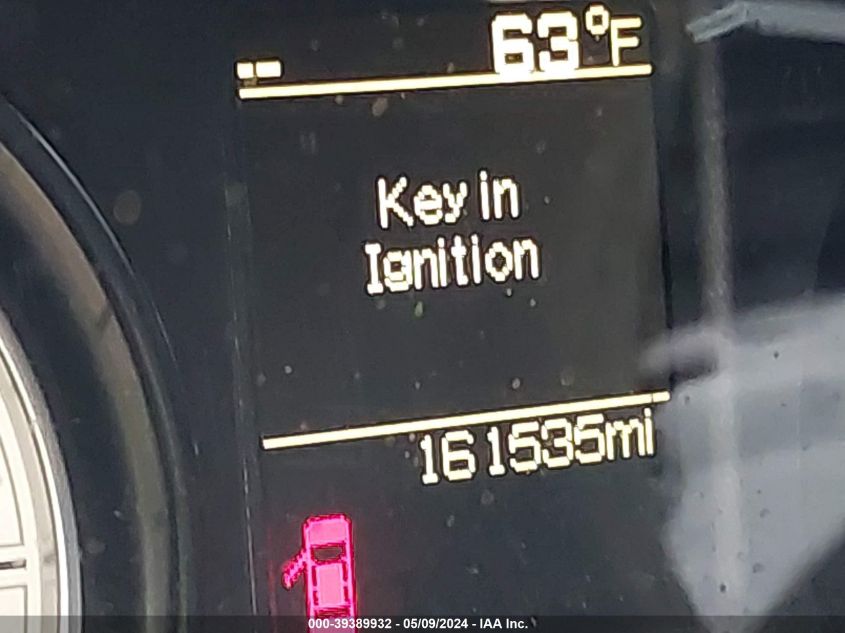 63°F
--
Key in
Ignition
161535mi
000-39389932 - 05/09/2024 - IAA Inc.